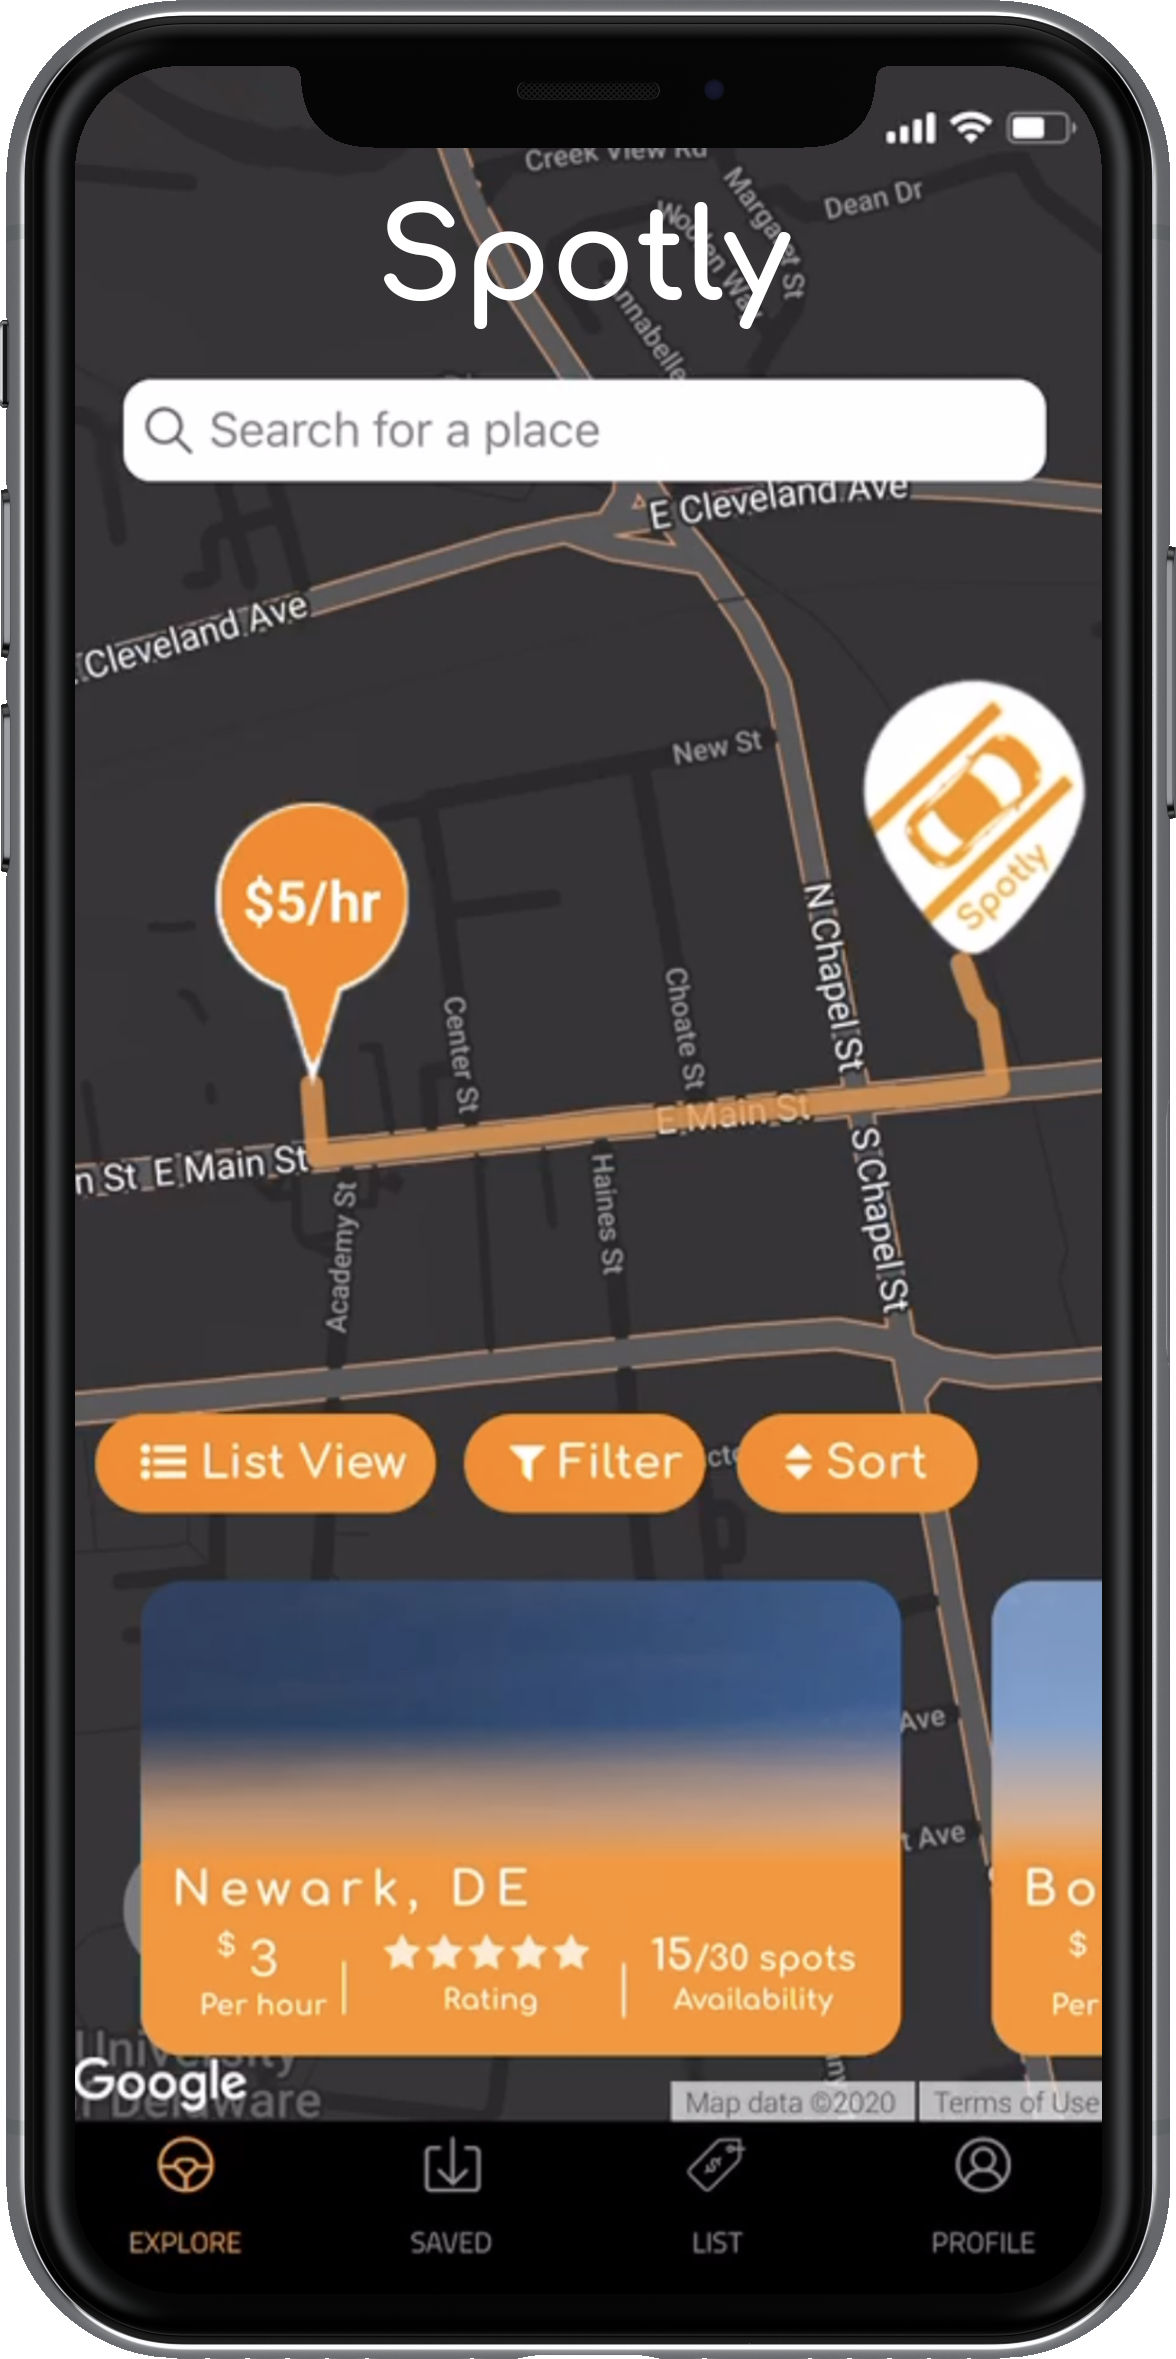 Creek View Rd
Margaret St
Dean Dr
Wooden Way
Annabelle
Spotly
Search for a place
E Cleveland Ave
Cleveland Ave
New St
$5/hr
Spotly
N Chapel St
Center St
Choate St
E Main St
n St E Main St
S Chapel St
Haines St
Academy St
List View
Filter
Sort
Ave
t Ave
Newark, DE
Bo
$3
15/30 spots
$
Per hour
Rating
Availability
Per
University
Google
Delaware
Map data ©2020
Terms of Use
EXPLORE
SAVED
LIST
PROFILE